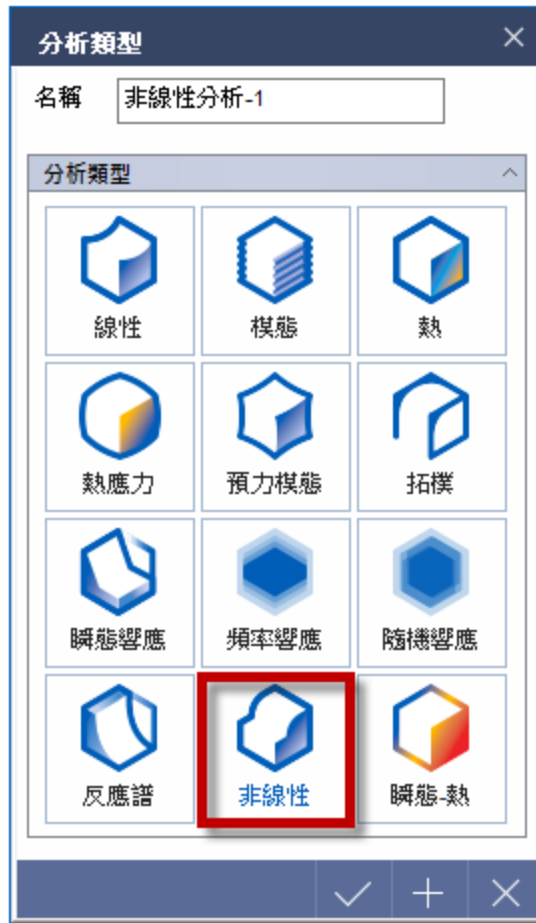 分析類型
名稱 非線性分析-1
分析類型
線性 模態 熱
熱應力 預力模態 拓樸
瞬態響應 頻率響應 隨機響應
反應譜 非線性 瞬態-熱